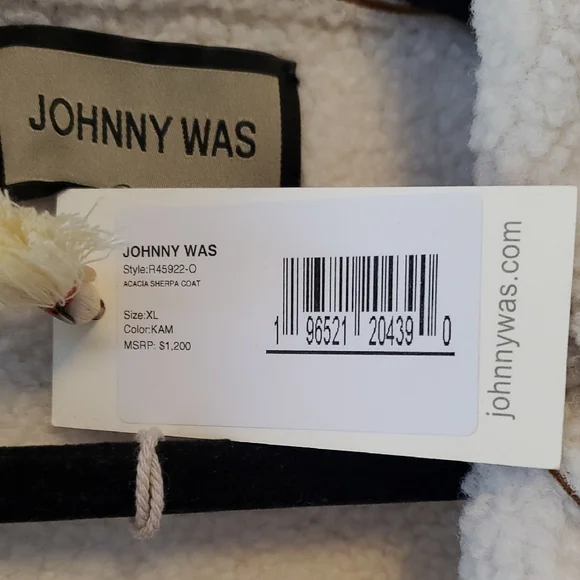 JOHNNY WAS
JOHNNY WAS
Style:R45922-O
ACACIA SHERPA COAT
Size:XL
Color:KAM
MSRP: $1,200
1 96521 20439 0
johnnywas.com